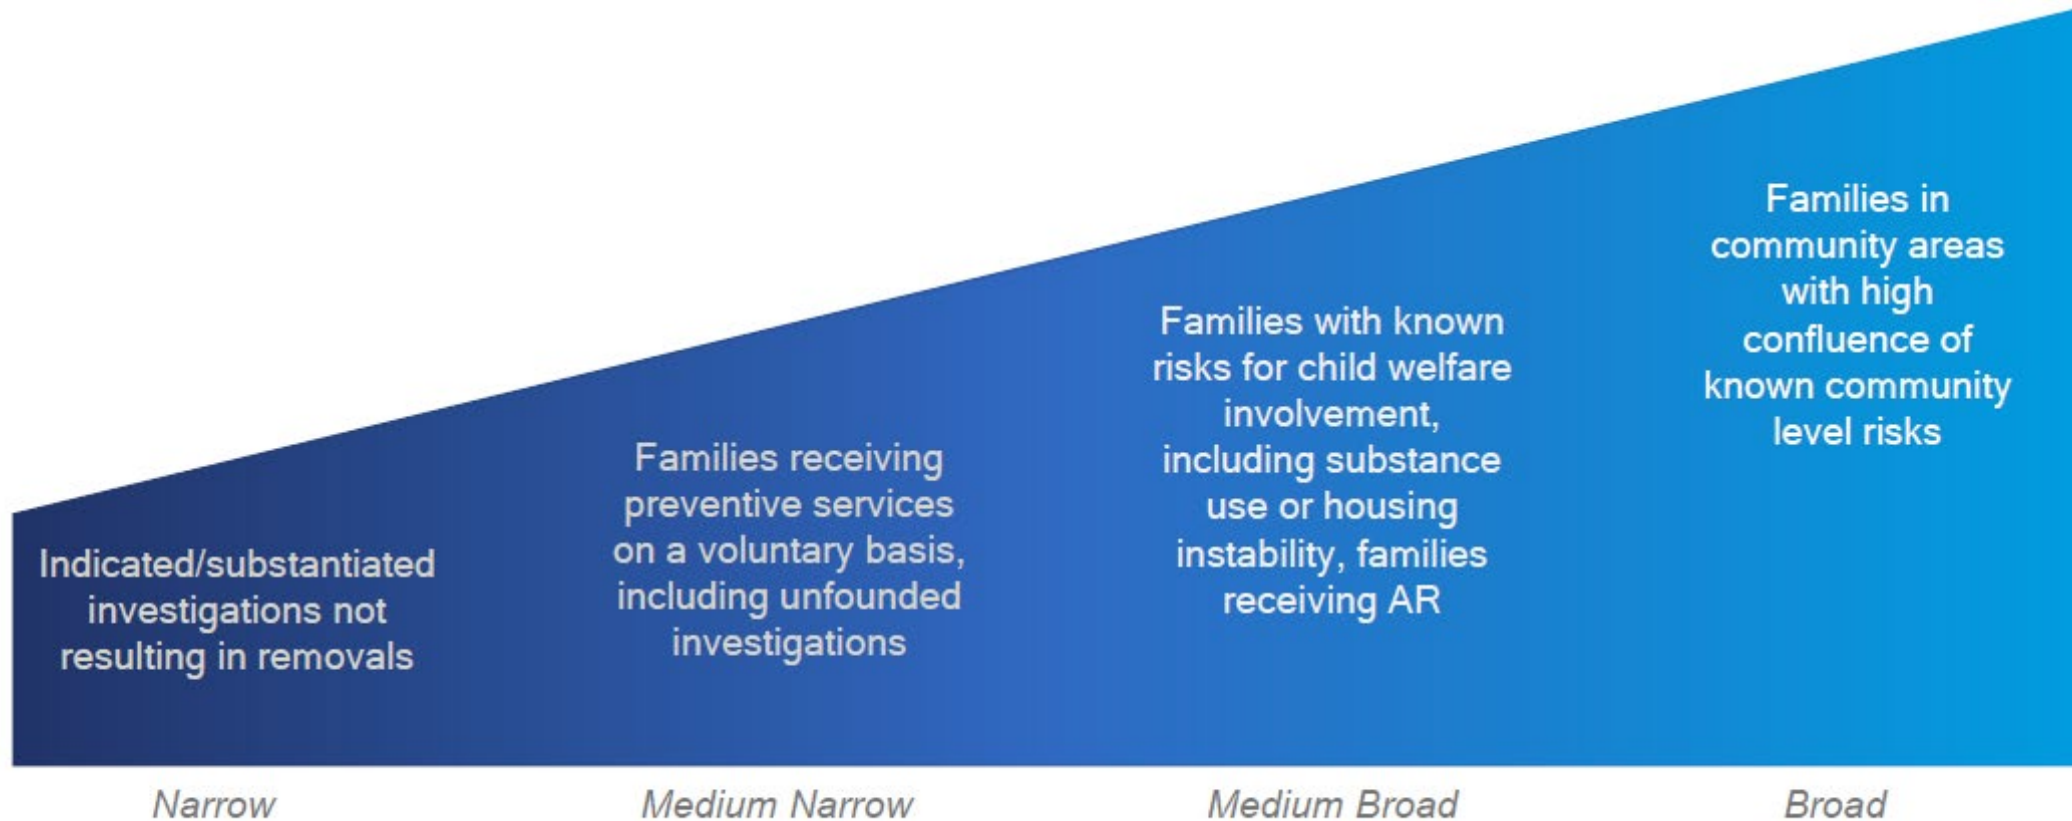 Indicated/substantiated
investigations not
resulting in removals
Families receiving
preventive services
on a voluntary basis,
including unfounded
investigations
Families with known
risks for child welfare
involvement,
including substance
use or housing
instability, families
receiving AR
Families in
community areas
with high
confluence of
known community
level risks
Narrow
Medium Narrow
Medium Broad
Broad